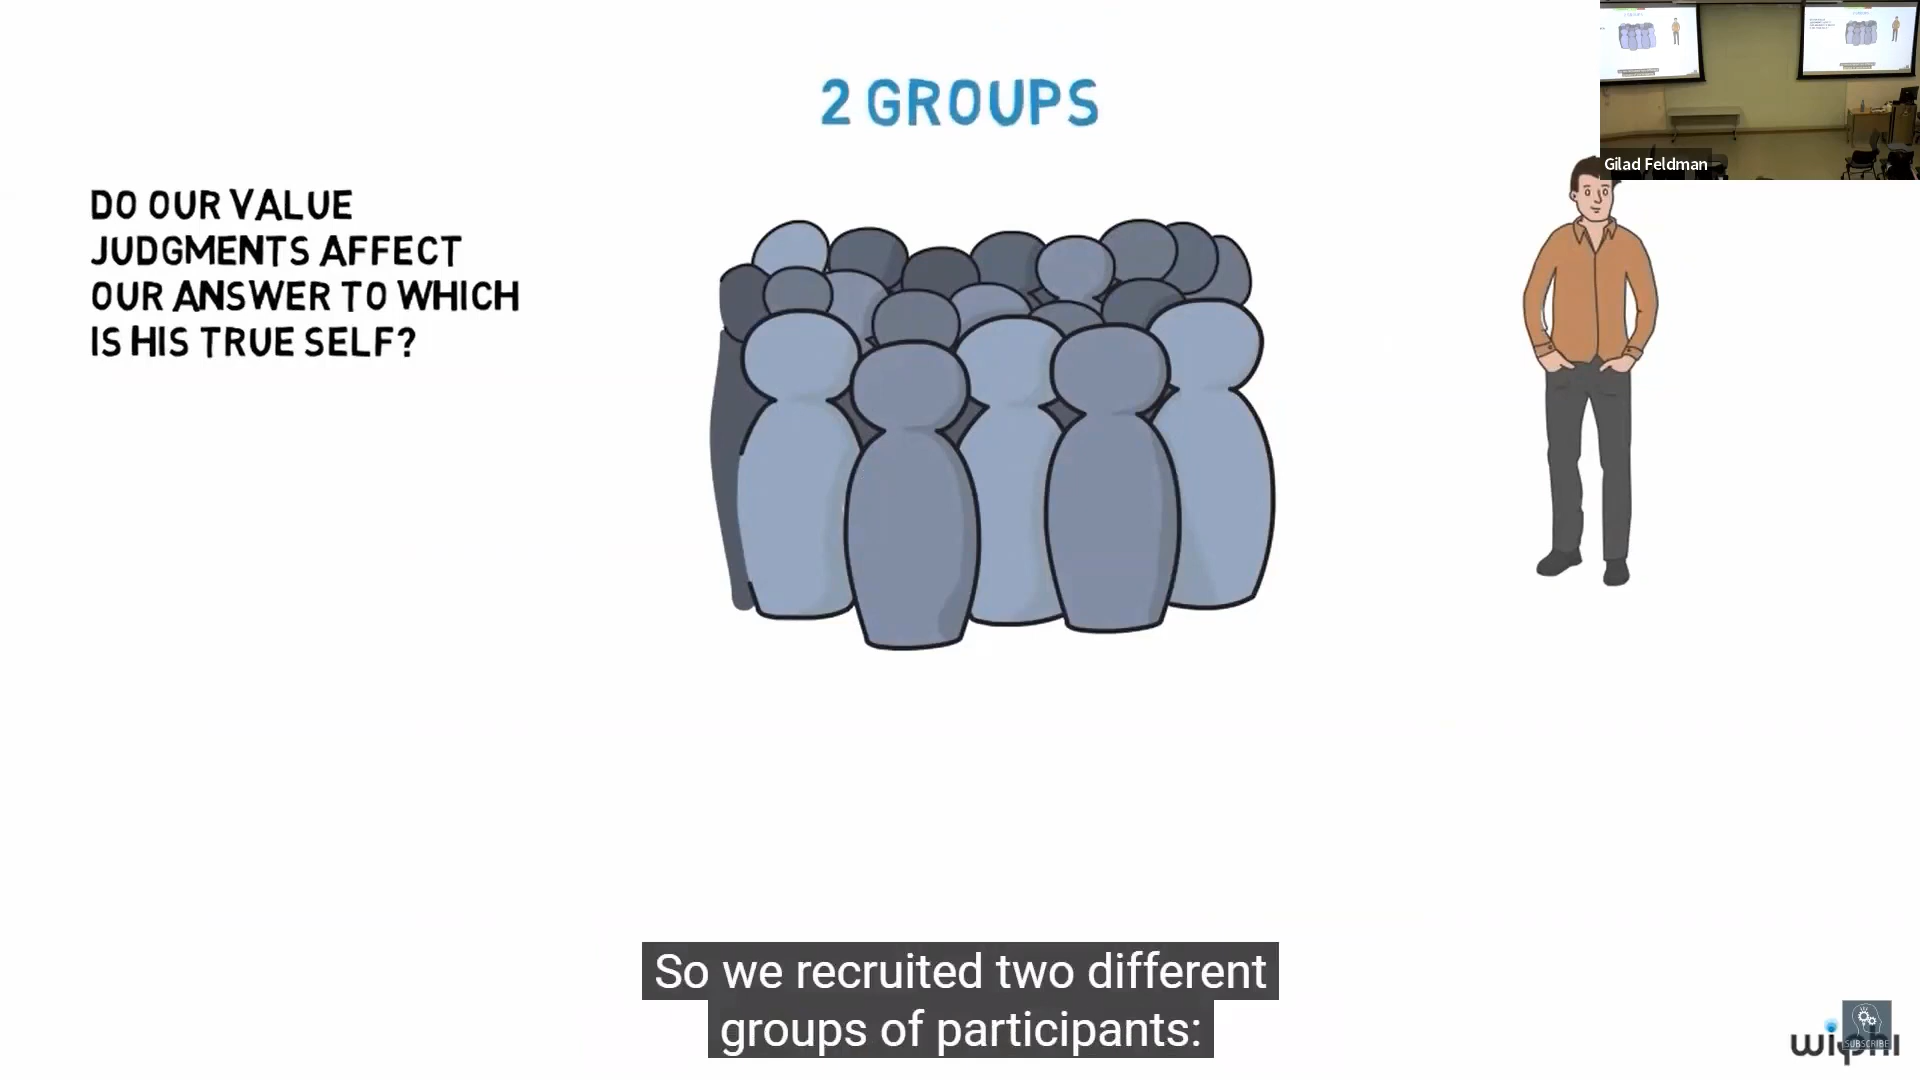 2 GROUPS
DO OUR VALUE
JUDGMENTS AFFECT
OUR ANSWER TO WHICH
IS HIS TRUE SELF?
Gilad Feldman
So we recruited two different
groups of participants:
wiphi
SUBSCRIBE